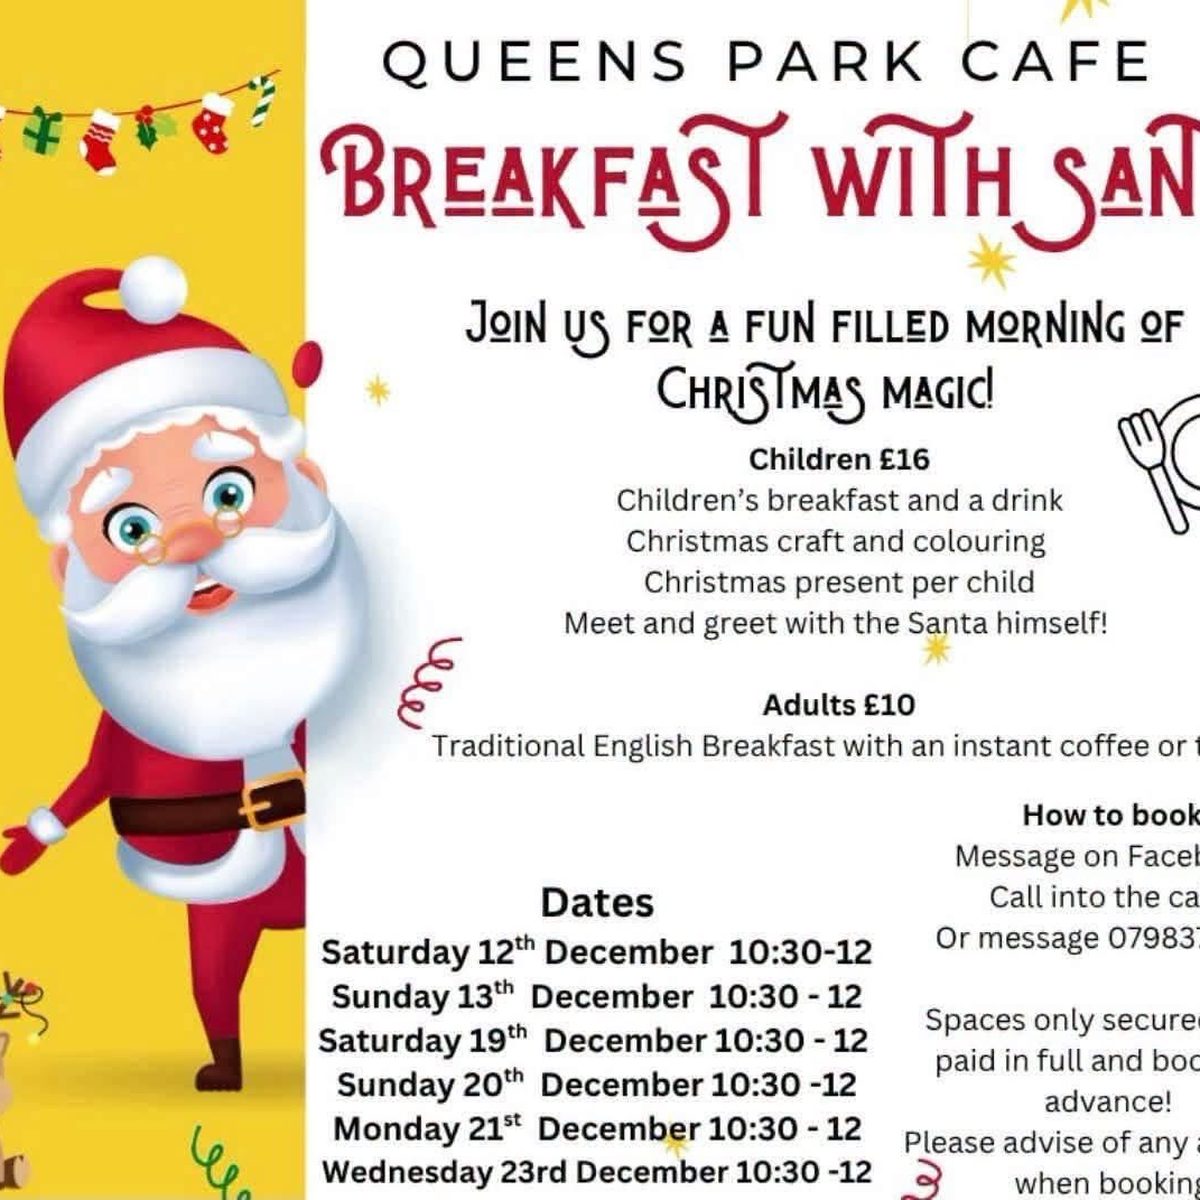 QUEENS PARK CAFE
BREAKFAST WITH
JOIN US FOR A FUN FILLED MORNING OF
CHRISTMAS MAGIC!
Children £16
Children's breakfast and a drink
Christmas craft and colouring
Christmas present per child
Meet and greet with the Santa himself!
Adults £10
Traditional English Breakfast with an instant coffee or
How to book
Message on
Call into the
Or message
Spaces only
paid in full and
advance!
Please advise of any
when booking
Dates
Saturday 12th December 10:30-12
Sunday 13th December 10:30 - 12
Saturday 19th December 10:30 - 12
Sunday 20th December 10:30 -12
Monday 21st December 10:30 - 12
Wednesday 23rd December 10:30 -12